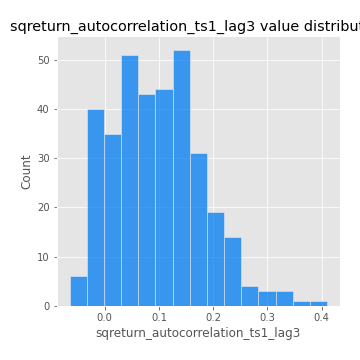 sqreturn_autocorrelation_ts1_lag3 value distribut
50
40
30
20
10
0
Count
0.0 0.1 0.2 0.3 0.4
sqreturn_autocorrelation_ts1_lag3